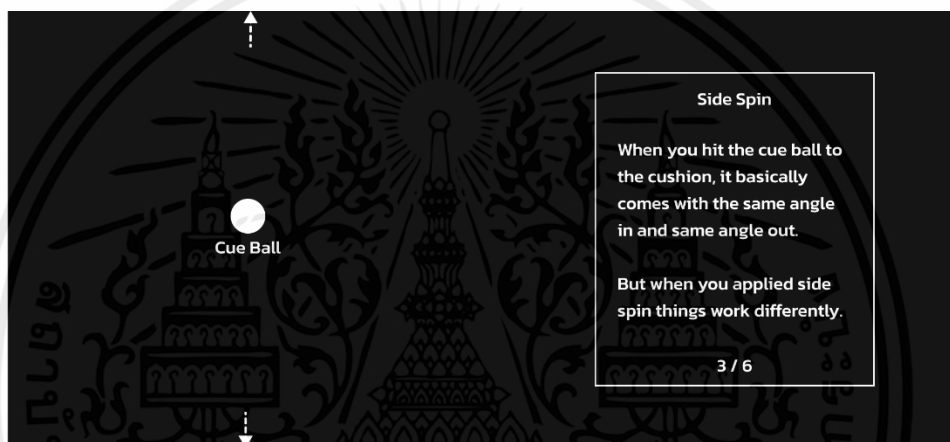 Side Spin
When you hit the cue ball to
the cushion, it basically
comes with the same angle
in and same angle out.
But when you applied side
spin things work differently.
3 / 6
Cue Ball